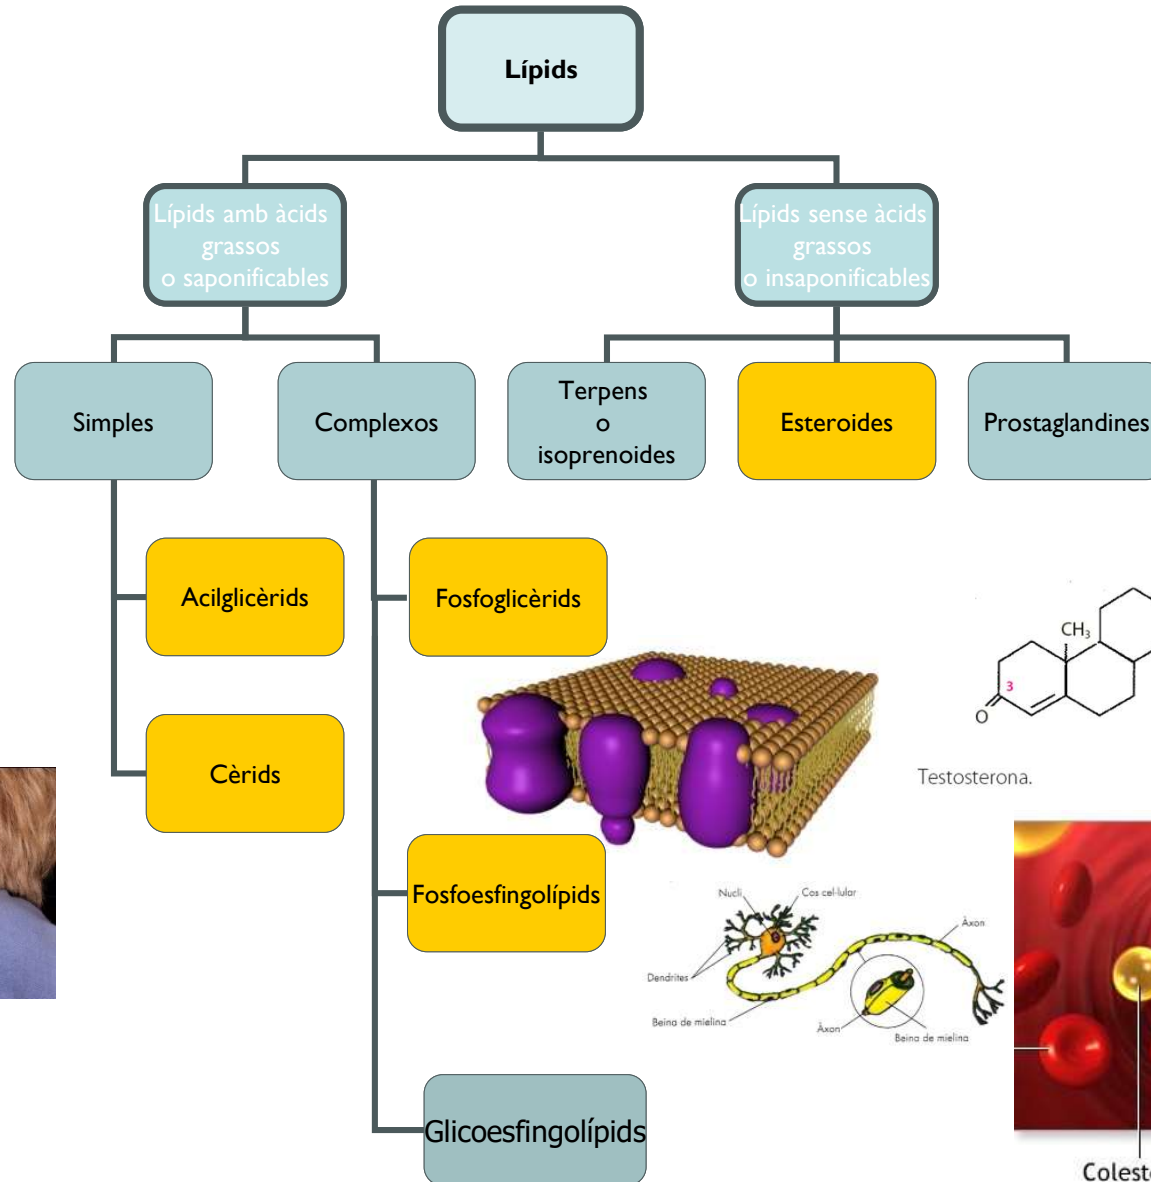 Lípids
Lípids amb àcids
grassos
o saponificables
Lípids sense àcids
grassos
o insaponificables
Simples
Complexos
Terpens
o
isoprenoides
Esteroides
Prostaglandines
Acilglicèrids
Fosfoglicèrids
CH₃
3
O
Testosterona.
Cèrids
Fosfoesfingolípids
Nucli
Cos cel·lular
Àxon
Dendrites
Beina de mielina
Àxon
Beina de mielina
Glicoesfingolípids
Colest